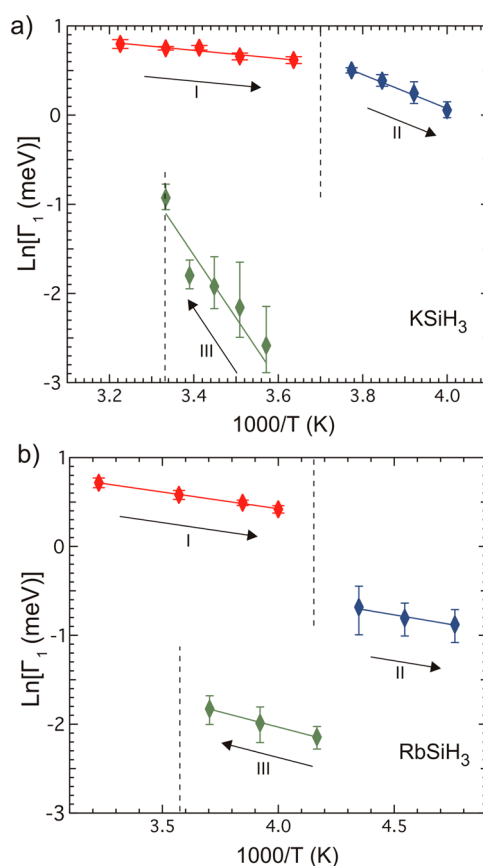 a)
1
0
-1
-2
-3
Ln[Γ1 (meV)]
I
II
III
KSiH3
3.2 3.4 3.6 3.8 4.0
1000/T (K)
b)
1
0
-1
-2
-3
Ln[Γ1 (meV)]
I
II
III
RbSiH3
3.5 4.0 4.5
1000/T (K)